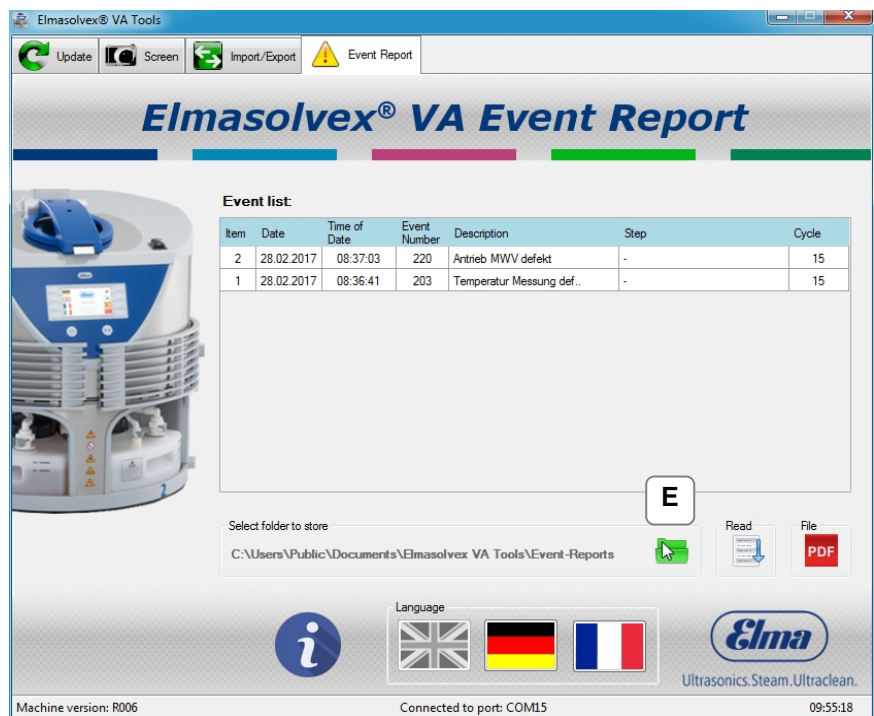 Elmasolvex® VA Tools
Update Screen Import/Export Event Report
Elmasolvex® VA Event Report
Event list:
Item Date Time of Date Event Number Description Step Cycle
2 28.02.2017 08:37:03 220 Antrieb MWV defekt - 15
1 28.02.2017 08:36:41 203 Temperatur Messung def.. - 15
E
Select folder to store Read File
C:\Users\Public\Documents\Elmasolvex VA Tools\Event-Reports PDF
Language
i
Elma
Ultrasonics.Steam.Ultraclean.
Machine version: R006 Connected to port: COM15 09:55:18